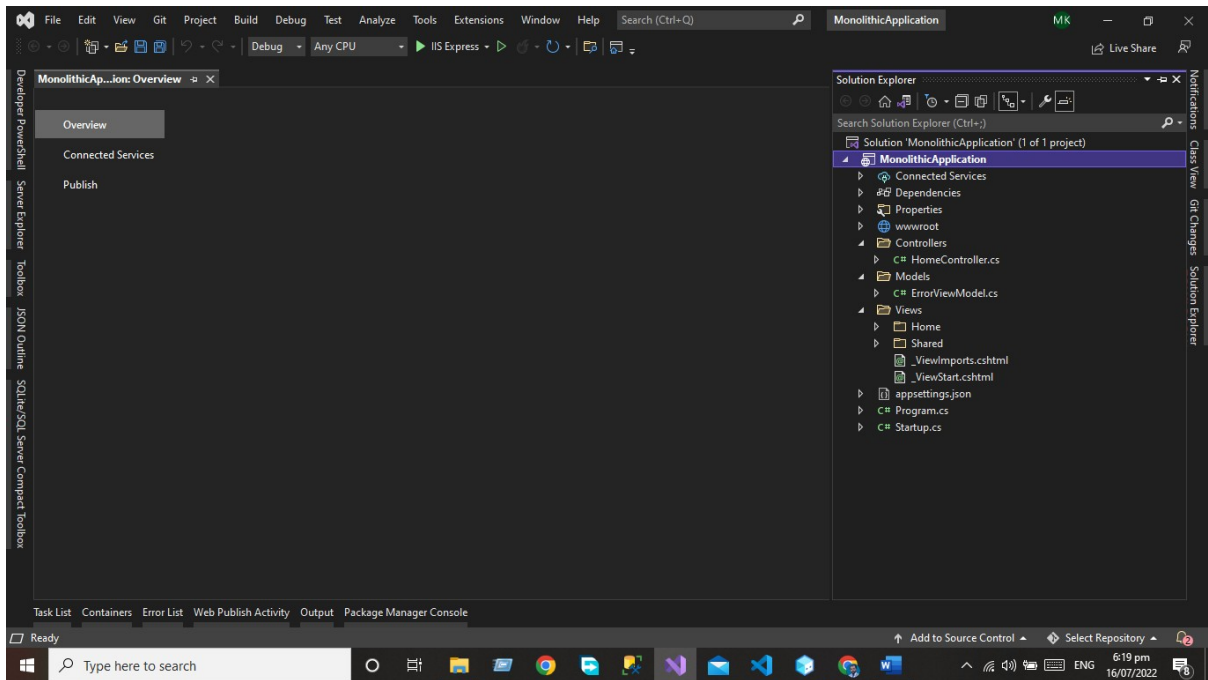 File Edit View Git Project Build Debug Test Analyze Tools Extensions Window Help Search (Ctrl+Q) MonolithicApplication MK
Debug Any CPU IIS Express Live Share
Developer PowerShell
Server Explorer
Toolbox
JSON Outline
SQLite/SQL Server Compact Toolbox
MonolithicAp...ion: Overview
Overview
Connected Services
Publish
Solution Explorer
Search Solution Explorer (Ctrl+;)
Solution 'MonolithicApplication' (1 of 1 project)
MonolithicApplication
Connected Services
Dependencies
Properties
wwwroot
Controllers
C# HomeController.cs
Models
C# ErrorViewModel.cs
Views
Home
Shared
_ViewImports.cshtml
_ViewStart.cshtml
appsettings.json
C# Program.cs
C# Startup.cs
Notifications
Class View
Git Changes
Solution Explorer
Task List Containers Error List Web Publish Activity Output Package Manager Console
Ready Add to Source Control Select Repository 2
Type here to search ENG 6:19 pm
16/07/2022 8